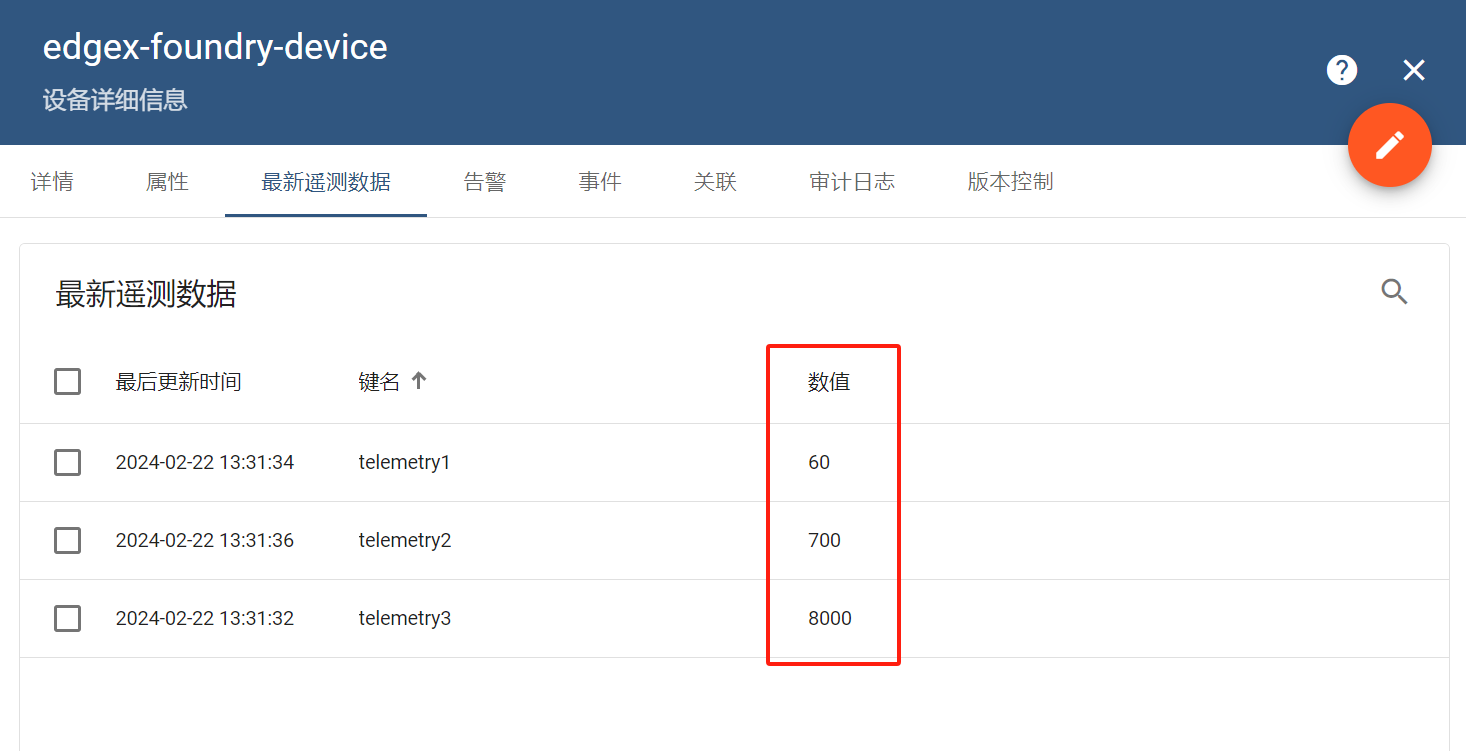 edgex-foundry-device
设备详细信息
?
详情 属性 最新遥测数据 告警 事件 关联 审计日志 版本控制
最新遥测数据
最后更新时间 键名 数值
2024-02-22 13:31:34 telemetry1 60
2024-02-22 13:31:36 telemetry2 700
2024-02-22 13:31:32 telemetry3 8000